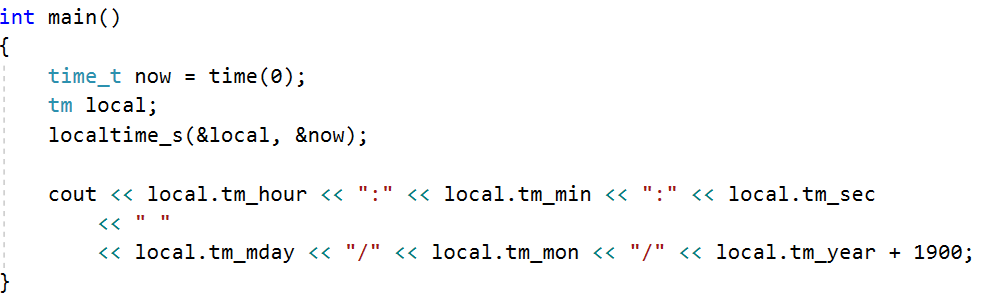 int main()
{
    time_t now = time(0);
    tm local;
    localtime_s(&local, &now);
    cout << local.tm_hour << ":" << local.tm_min << ":" << local.tm_sec
        << " "
        << local.tm_mday << "/" << local.tm_mon << "/" << local.tm_year + 1900;
}